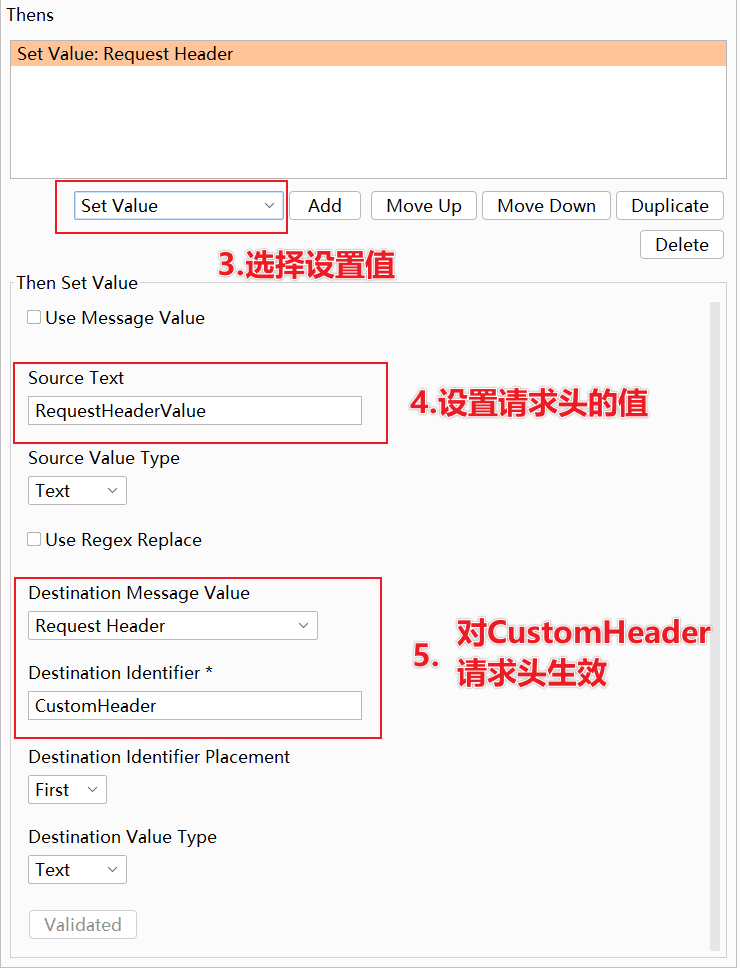 Thens
Set Value: Request Header
Set Value Add Move Up Move Down Duplicate
Delete
3.选择设置值
Then Set Value
Use Message Value
Source Text
RequestHeaderValue
4.设置请求头的值
Source Value Type
Text
Use Regex Replace
Destination Message Value
Request Header
Destination Identifier *
CustomHeader
5. 对CustomHeader
请求头生效
Destination Identifier Placement
First
Destination Value Type
Text
Validated